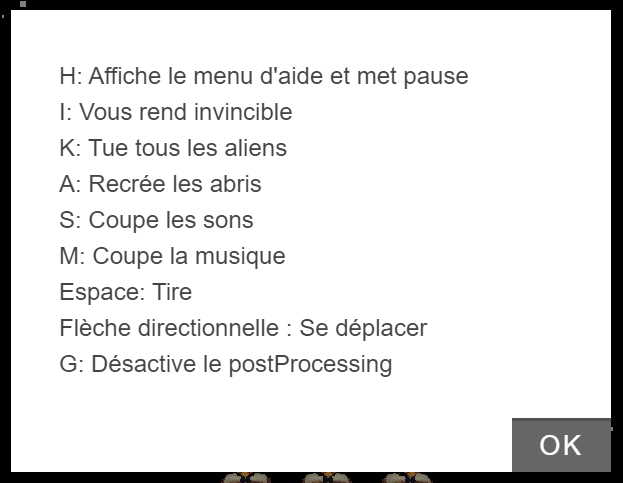 H: Affiche le menu d'aide et met pause
I: Vous rend invincible
K: Tue tous les aliens
A: Recrée les abris
S: Coupe les sons
M: Coupe la musique
Espace: Tire
Flèche directionnelle : Se déplacer
G: Désactive le postProcessing
OK